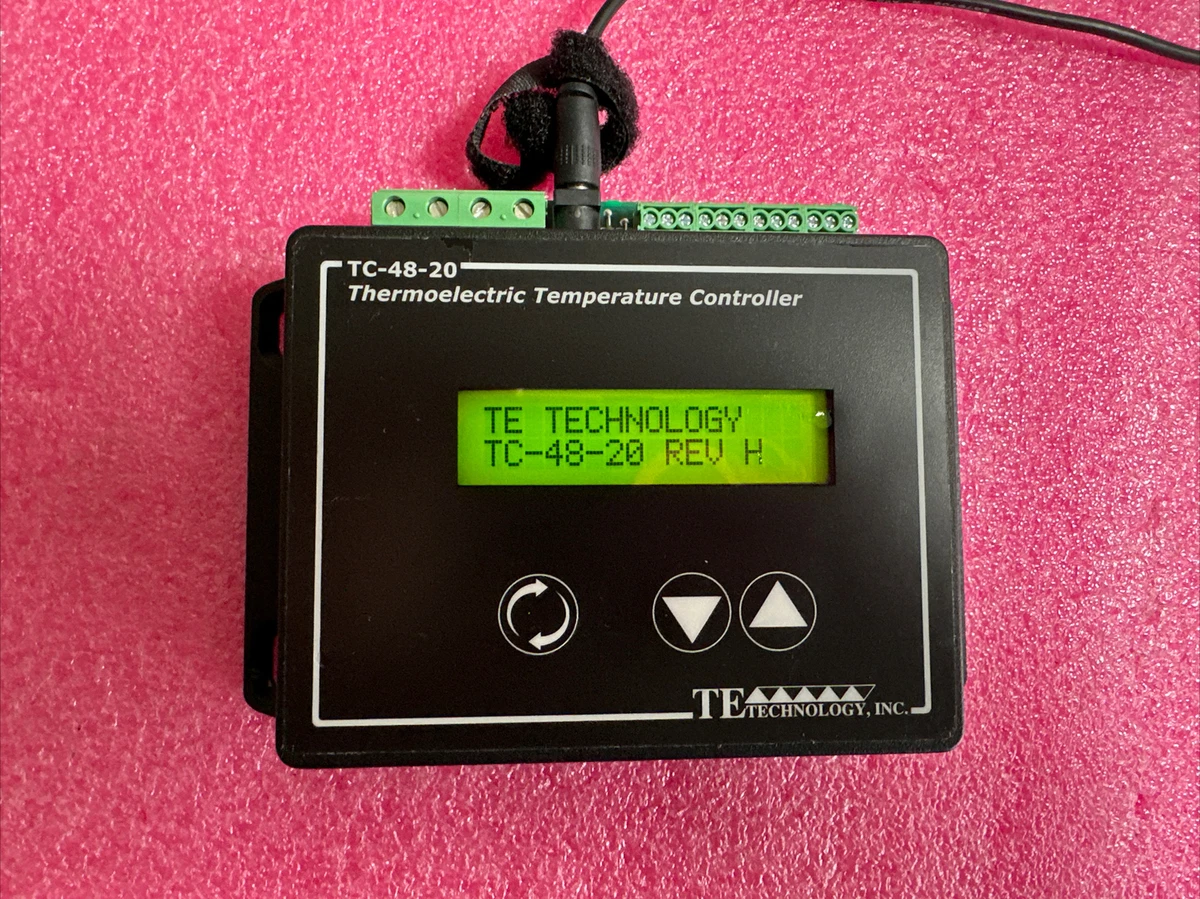 TC-48-20
Thermoelectric Temperature Controller
TE TECHNOLOGY
TC-48-20 REV H
TE
TECHNOLOGY, INC.